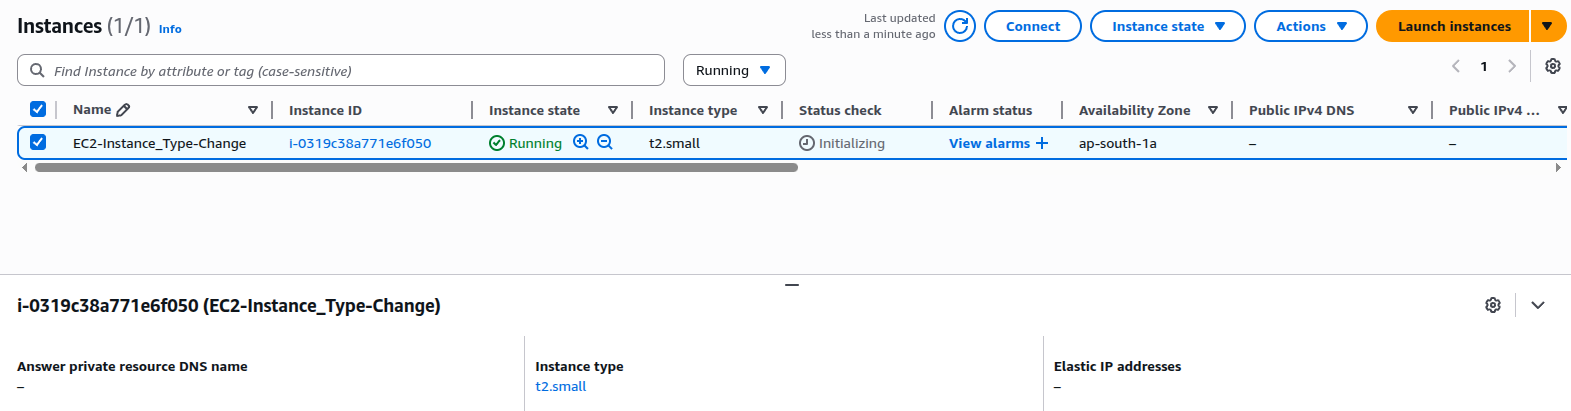 Instances (1/1) Info
Last updated
less than a minute ago
Connect
Instance state
Actions
Launch instances
Find Instance by attribute or tag (case-sensitive)
Running
1
Name Instance ID Instance state Instance type Status check Alarm status Availability Zone Public IPv4 DNS Public IPv4 ...
EC2-Instance_Type-Change i-0319c38a771e6f050 Running t2.small Initializing View alarms + ap-south-1a – –
i-0319c38a771e6f050 (EC2-Instance_Type-Change)
Answer private resource DNS name
–
Instance type
t2.small
Elastic IP addresses
–